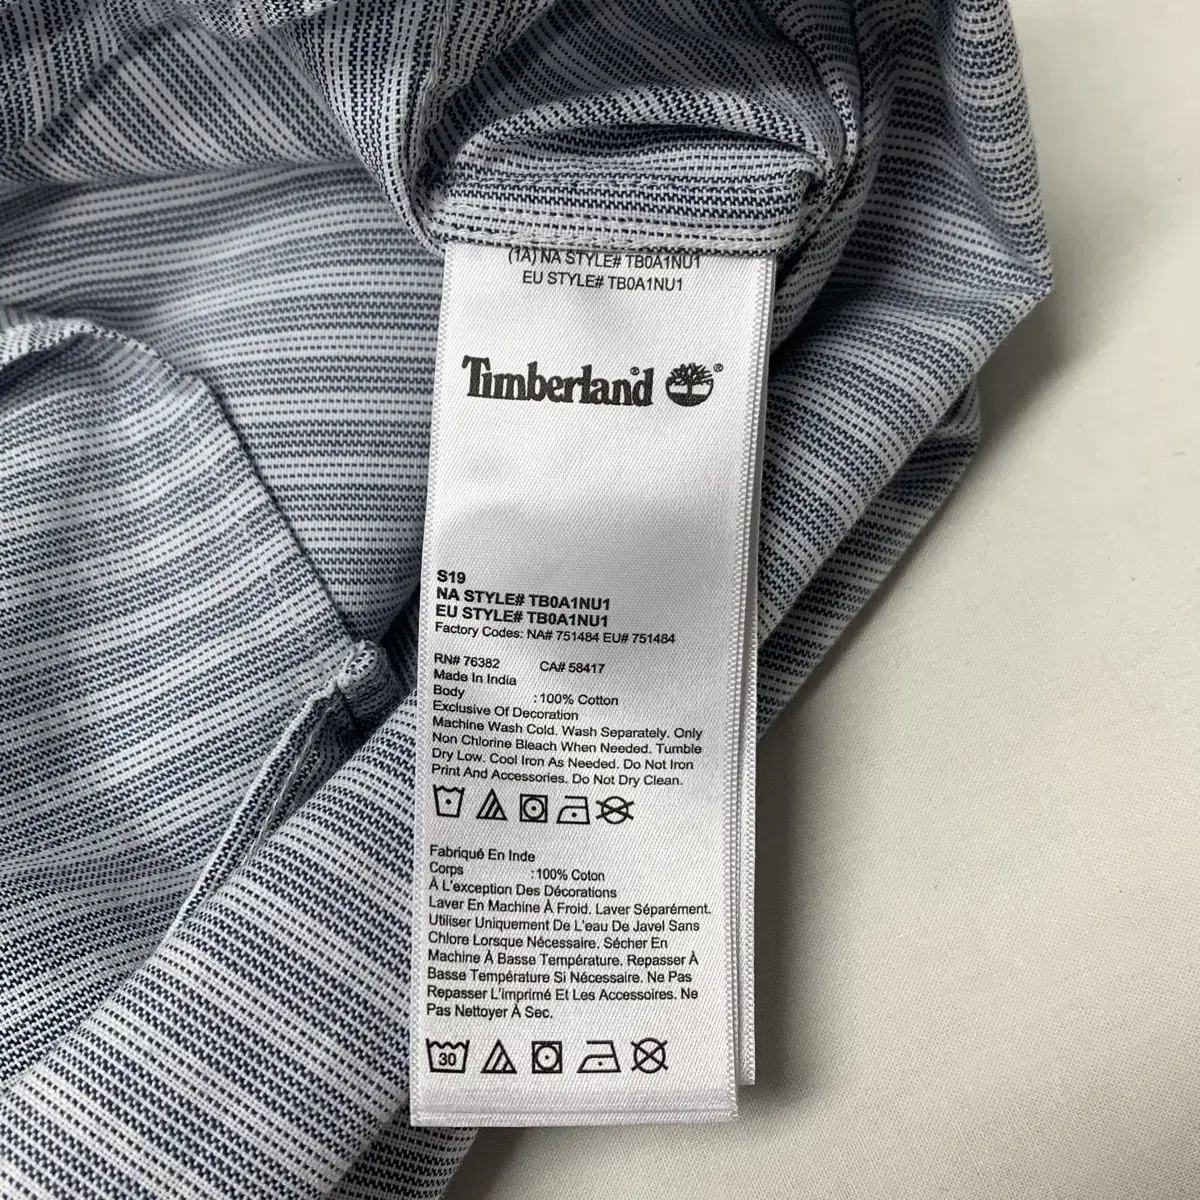 (1A) NA STYLE# TB0A1NU1
EU STYLE# TB0A1NU1
Timberland®
S19
NA STYLE# TB0A1NU1
EU STYLE# TB0A1NU1
Factory Codes: NA# 751484 EU# 751484
RN# 76382 CA# 58417
Made In India
Body :100% Cotton
Exclusive Of Decoration
Machine Wash Cold. Wash Separately. Only
Non Chlorine Bleach When Needed. Tumble
Dry Low. Cool Iron As Needed. Do Not Iron
Print And Accessories. Do Not Dry Clean.
Fabriqué En Inde
Corps :100% Coton
À L'exception Des Décorations
Laver En Machine À Froid. Laver Séparément.
Utiliser Uniquement De L'eau De Javel Sans
Chlore Lorsque Nécessaire. Sécher En
Machine À Basse Température. Repasser À
Basse Température Si Nécessaire. Ne Pas
Repasser L'imprimé Et Les Accessoires. Ne
Pas Nettoyer À Sec.
30